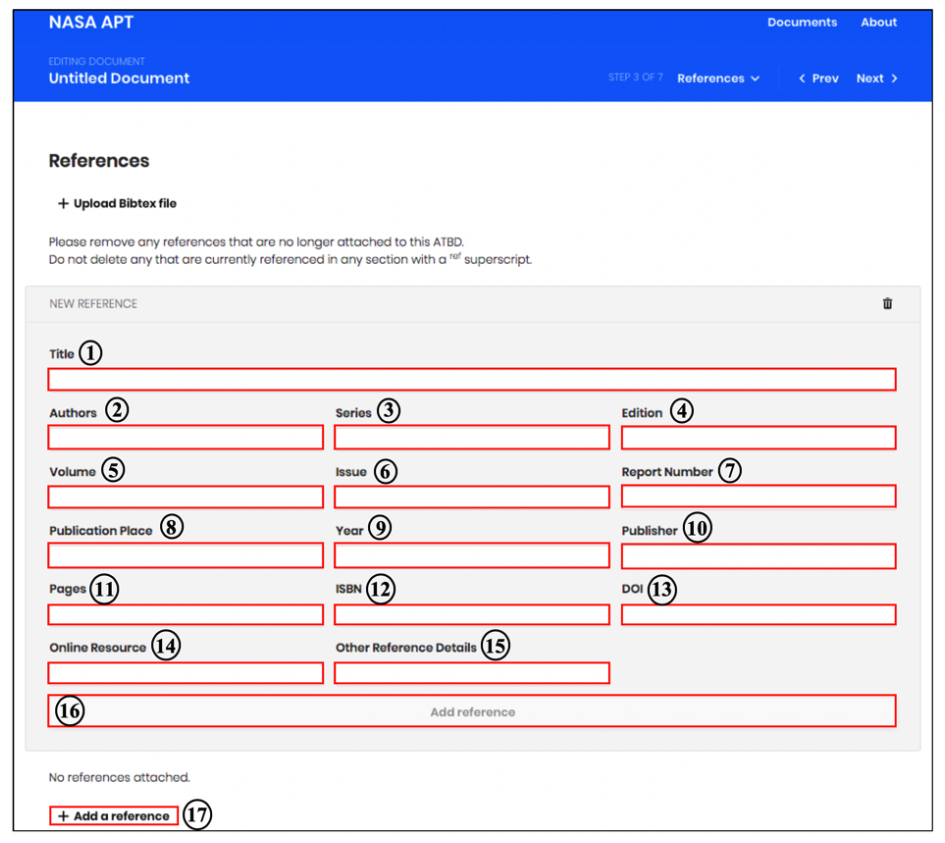 NASA APT Documents About
EDITING DOCUMENT
Untitled Document STEP 3 OF 7 References Prev Next
References
+ Upload Bibtex file
Please remove any references that are no longer attached to this ATBD.
Do not delete any that are currently referenced in any section with a ref superscript.
NEW REFERENCE
Title 1
Authors 2 Series 3 Edition 4
Volume 5 Issue 6 Report Number 7
Publication Place 8 Year 9 Publisher 10
Pages 11 ISBN 12 DOI 13
Online Resource 14 Other Reference Details 15
16 Add reference
No references attached.
+ Add a reference 17